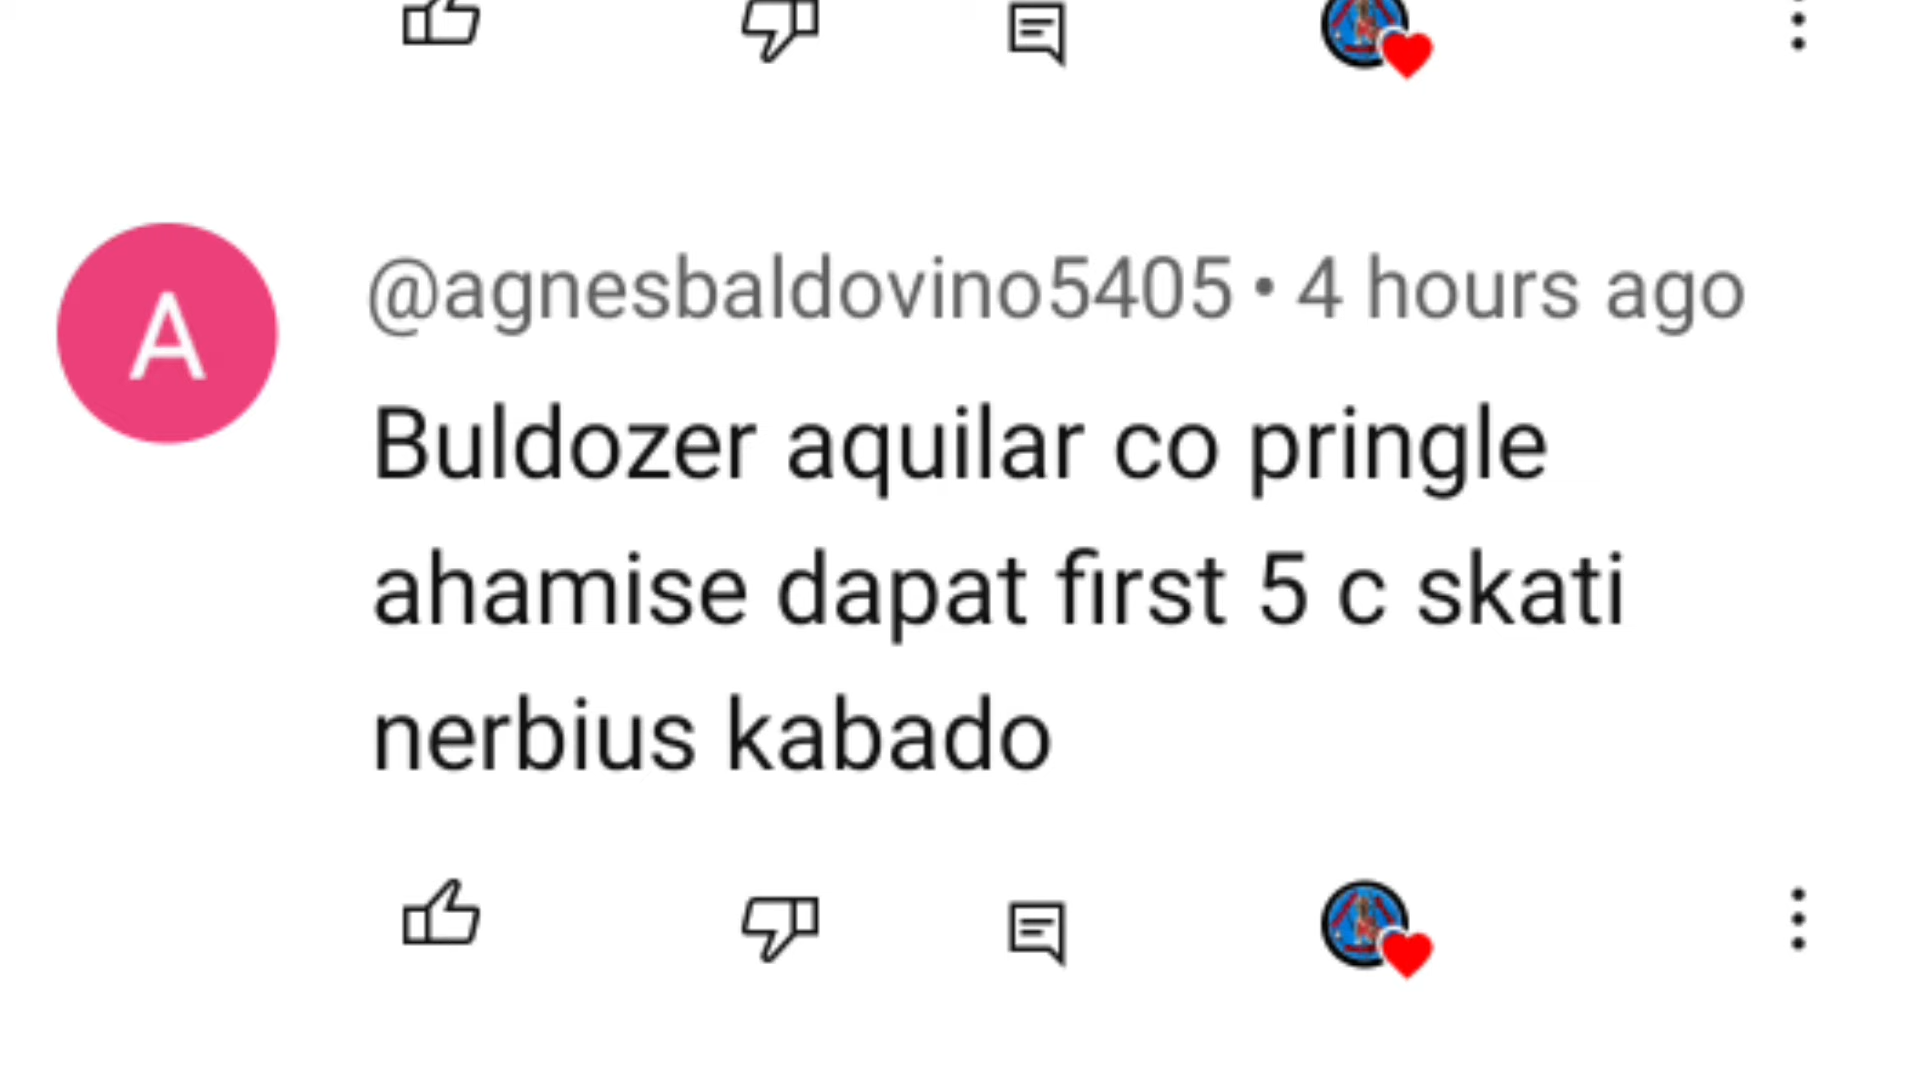 A
@agnesbaldovino5405 • 4 hours ago
Buldozer aquilar co pringle
ahamise dapat first 5 c skati
nerbius kabado